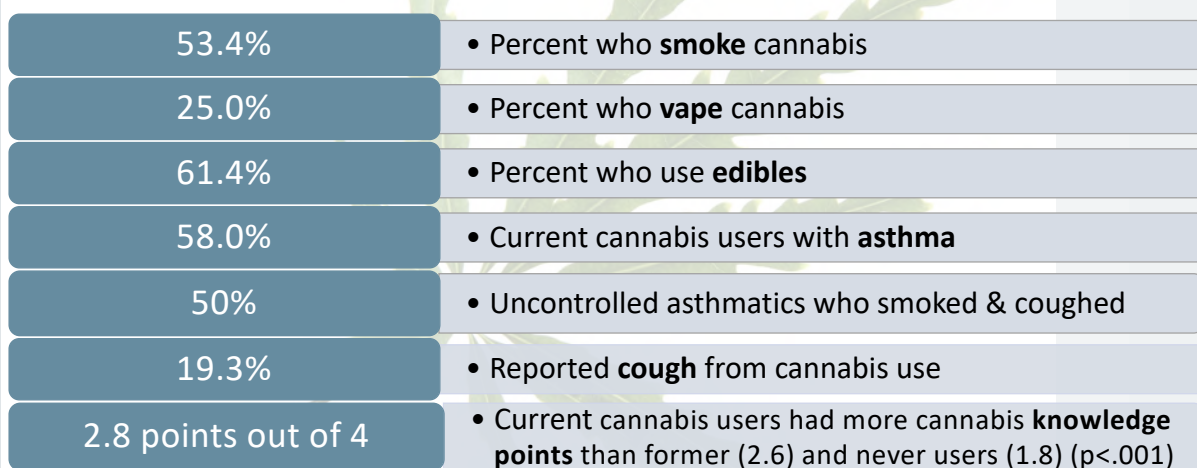 53.4%
• Percent who smoke cannabis
25.0%
• Percent who vape cannabis
61.4%
• Percent who use edibles
58.0%
• Current cannabis users with asthma
50%
• Uncontrolled asthmatics who smoked & coughed
19.3%
• Reported cough from cannabis use
2.8 points out of 4
• Current cannabis users had more cannabis knowledge
points than former (2.6) and never users (1.8) (p<.001)